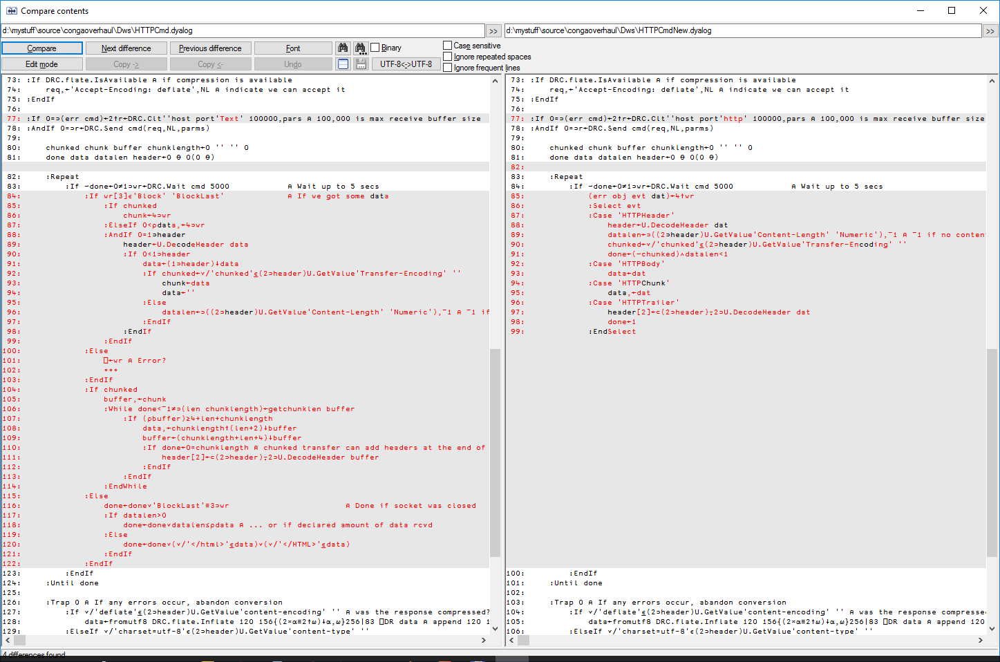 Compare contents
d:\mystuff\source\congaoverhaul\Dws\HTTPCmd.dyalog >> d:\mystuff\source\congaoverhaul\Dws\HTTPCmdNew.dyalog >>
Compare Next difference Previous difference Font Binary Case sensitive
Ignore repeated spaces
Edit mode Copy -> Copy <- Undo UTF-8<->UTF-8 Ignore frequent lines
73: :If DRC.flate.IsAvailable ⍝ if compression is available
74:     req,←'Accept-Encoding: deflate',NL ⍝ indicate we can accept it
75: :EndIf
76:
77: :If 0=⊃(err cmd)←2↑r←DRC.Clt''host port'Text' 100000,pars ⍝ 100,000 is max receive buffer size
78: :AndIf 0=⊃r←DRC.Send cmd(req,NL,parms)
79:
80:     chunked chunk buffer chunklength←0 '' '' 0
81:     done data datalen header←0 ⍬ 0(0 ⍬)
82:     :Repeat
83:         :If ~done←0≠1⊃wr←DRC.Wait cmd 5000            ⍝ Wait up to 5 secs
84:             :If wr[3]∊'Block' 'BlockLast'             ⍝ If we got some data
85:                 :If chunked
86:                     chunk←4⊃wr
87:                 :ElseIf 0<⍴data,←4⊃wr
88:                 :AndIf 0=1⊃header
89:                     header←U.DecodeHeader data
90:                     :If 0<1⊃header
91:                         data←(1⊃header)↓data
92:                         :If chunked←∨/'chunked'⍷(2⊃header)U.GetValue'Transfer-Encoding' ''
93:                             chunk←data
94:                             data←''
95:                         :Else
96:                             datalen←⊃((2⊃header)U.GetValue'Content-Length' 'Numeric'),¯1 ⍝ ¯1 if
97:                         :EndIf
98:                     :EndIf
99:                 :EndIf
100:             :Else
101:                 ⎕←wr ⍝ Error?
102:                 ∘∘∘
103:             :EndIf
104:             :If chunked
105:                 buffer,←chunk
106:                 :While done<¯1≠⊃(len chunklength)←getchunklen buffer
107:                     :If (⍴buffer)≥4+len+chunklength
108:                         data,←chunklength↑(len+2)↓buffer
109:                         buffer←(chunklength+len+4)↓buffer
110:                         :If done←0=chunklength ⍝ chunked transfer can add headers at the end of
111:                             header[2]←⊂(2⊃header)⍪2⊃U.DecodeHeader buffer
112:                         :EndIf
113:                     :EndIf
114:                 :EndWhile
115:             :Else
116:                 done←done∨'BlockLast'≡3⊃wr                        ⍝ Done if socket was closed
117:                 :If datalen>0
118:                     done←done∨datalen≤⍴data ⍝ ... or if declared amount of data rcvd
119:                 :Else
120:                     done←done∨(∨/'</html>'⍷data)∨(∨/'</HTML>'⍷data)
121:                 :EndIf
122:             :EndIf
123:         :EndIf
124:     :Until done
125:
126:     :Trap 0 ⍝ If any errors occur, abandon conversion
127:         :If ∨/'deflate'⍷(2⊃header)U.GetValue'content-encoding' '' ⍝ was the response compressed?
128:             data←fromutf8 DRC.flate.Inflate 120 156{(2×⍺≡2↑⍵)↓⍺,⍵}256|83 ⎕DR data ⍝ append 120 1
129:         :ElseIf ∨/'charset=utf-8'⍷(2⊃header)U.GetValue'content-type' ''
73: :If DRC.flate.IsAvailable ⍝ if compression is available
74:     req,←'Accept-Encoding: deflate',NL ⍝ indicate we can accept it
75: :EndIf
76:
77: :If 0=⊃(err cmd)←2↑r←DRC.Clt''host port'http' 100000,pars ⍝ 100,000 is max receive buffer size
78: :AndIf 0=⊃r←DRC.Send cmd(req,NL,parms)
79:
80:     chunked chunk buffer chunklength←0 '' '' 0
81:     done data datalen header←0 ⍬ 0(0 ⍬)
82:
83:     :Repeat
84:         :If ~done←0≠1⊃wr←DRC.Wait cmd 5000            ⍝ Wait up to 5 secs
85:             (err obj evt dat)←4↑wr
86:             :Select evt
87:             :Case 'HTTPHeader'
88:                 header←U.DecodeHeader dat
89:                 datalen←⊃((2⊃header)U.GetValue'Content-Length' 'Numeric'),¯1 ⍝ ¯1 if no conten
90:                 chunked←∨/'chunked'⍷(2⊃header)U.GetValue'Transfer-Encoding' ''
91:                 done←(~chunked)∧datalen<1
92:             :Case 'HTTPBody'
93:                 data←dat
94:             :Case 'HTTPChunk'
95:                 data,←dat
96:             :Case 'HTTPTrailer'
97:                 header[2]←⊂(2⊃header)⍪2⊃U.DecodeHeader dat
98:                 done←1
99:             :EndSelect
100:         :EndIf
101:     :Until done
102:
103:     :Trap 0 ⍝ If any errors occur, abandon conversion
104:         :If ∨/'deflate'⍷(2⊃header)U.GetValue'content-encoding' '' ⍝ was the response compresse
105:             data←fromutf8 DRC.flate.Inflate 120 156{(2×⍺≡2↑⍵)↓⍺,⍵}256|83 ⎕DR data ⍝ append 120
106:         :ElseIf ∨/'charset=utf-8'⍷(2⊃header)U.GetValue'content-type' ''
4 differences found